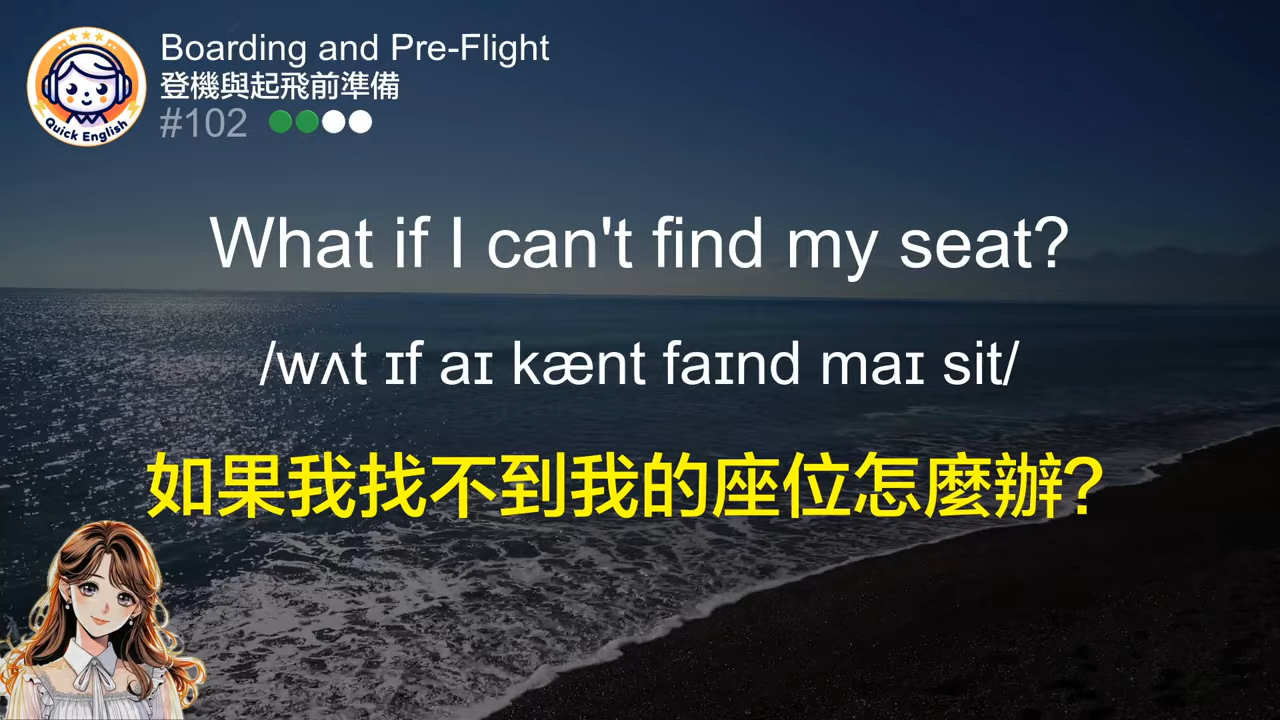 Boarding and Pre-Flight
登機與起飛前準備
#102
Quick English
What if I can't find my seat?
/wʌt ɪf aɪ kænt faɪnd maɪ sit/
如果我找不到我的座位怎麼辦?